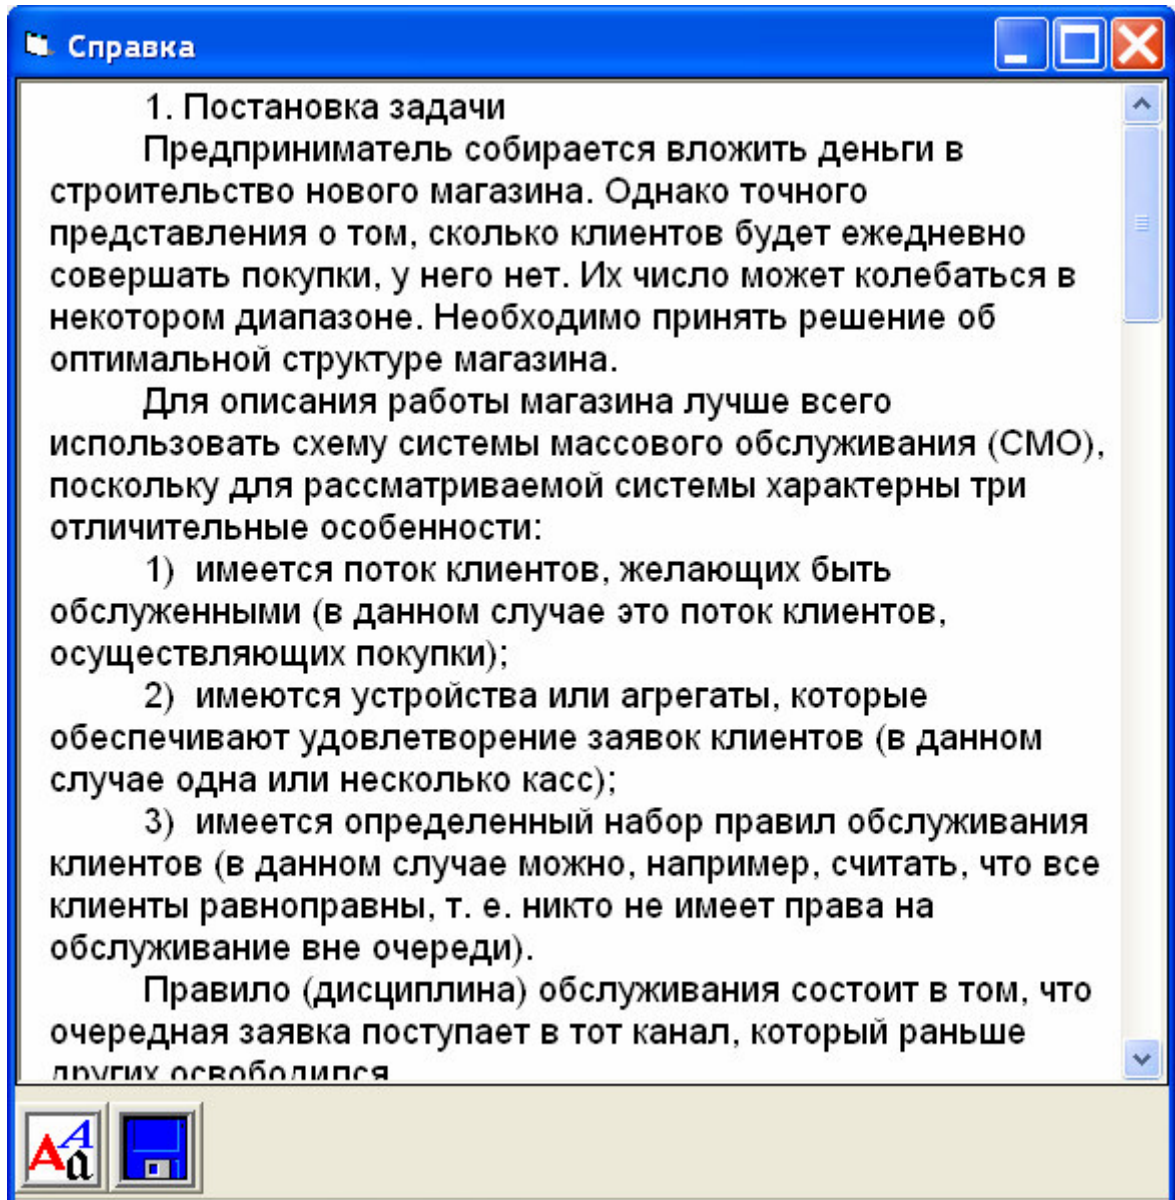 Справка
1. Постановка задачи
Предприниматель собирается вложить деньги в
строительство нового магазина. Однако точного
представления о том, сколько клиентов будет ежедневно
совершать покупки, у него нет. Их число может колебаться в
некотором диапазоне. Необходимо принять решение об
оптимальной структуре магазина.
Для описания работы магазина лучше всего
использовать схему системы массового обслуживания (СМО),
поскольку для рассматриваемой системы характерны три
отличительные особенности:
1) имеется поток клиентов, желающих быть
обслуженными (в данном случае это поток клиентов,
осуществляющих покупки);
2) имеются устройства или агрегаты, которые
обеспечивают удовлетворение заявок клиентов (в данном
случае одна или несколько касс);
3) имеется определенный набор правил обслуживания
клиентов (в данном случае можно, например, считать, что все
клиенты равноправны, т. е. никто не имеет права на
обслуживание вне очереди).
Правило (дисциплина) обслуживания состоит в том, что
очередная заявка поступает в тот канал, который раньше
других освободился